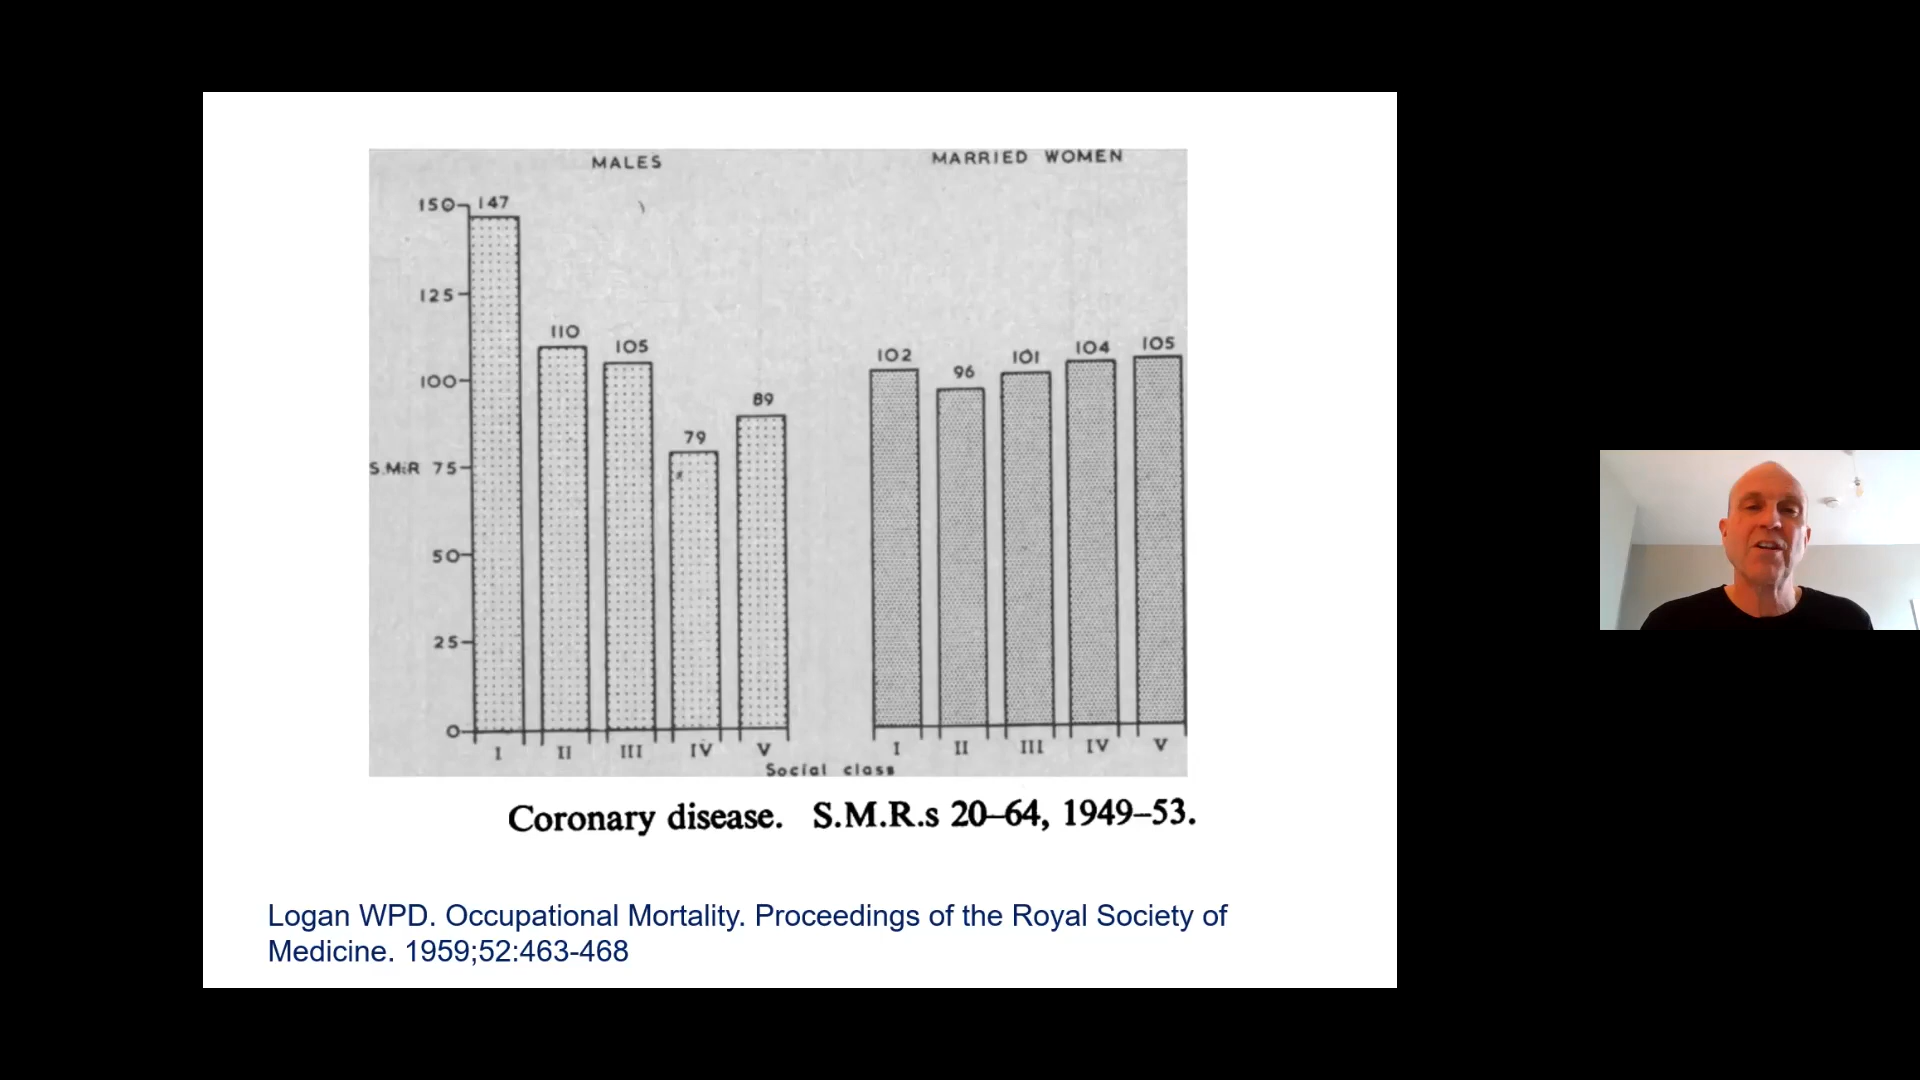 MALES
MARRIED WOMEN
150
147
125
110
105
100
89
79
S.M.R 75
50
25
0
102
96
101
104
105
I II III IV V
I II III IV V
Social class
Coronary disease. S.M.R.s 20–64, 1949–53.
Logan WPD. Occupational Mortality. Proceedings of the Royal Society of
Medicine. 1959;52:463-468